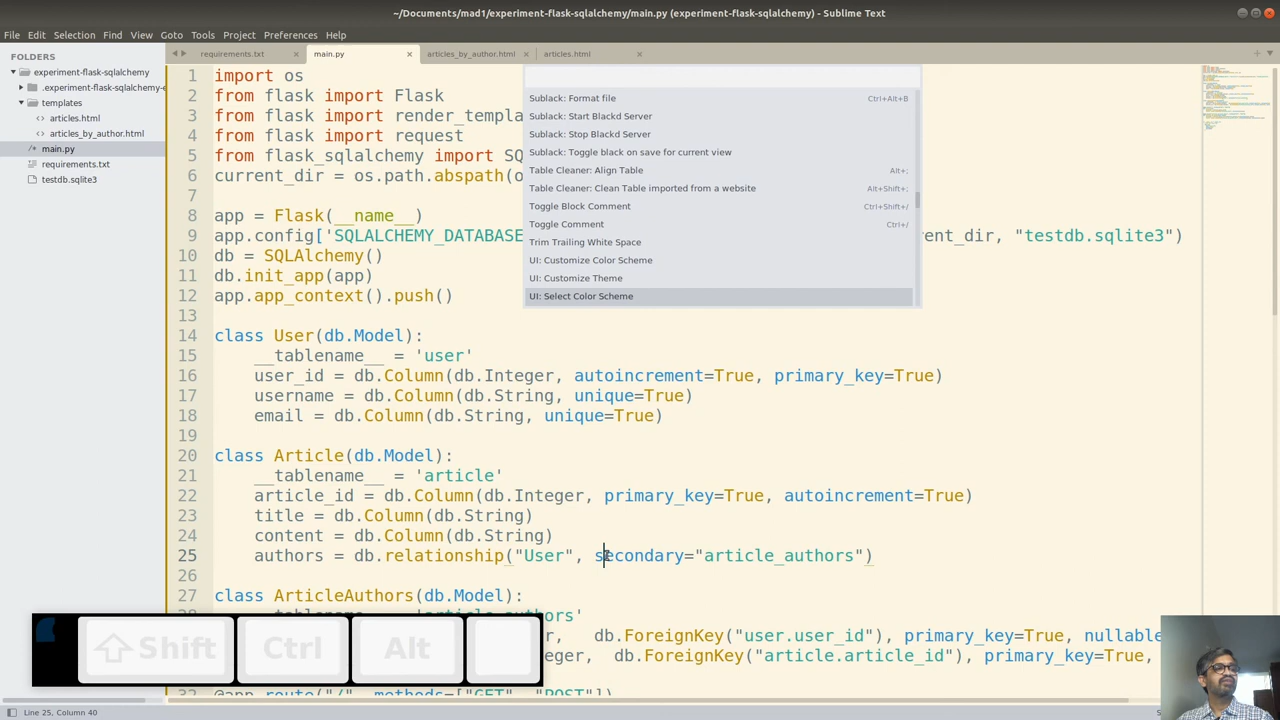 ~/Documents/mad1/experiment-flask-sqlalchemy/main.py (experiment-flask-sqlalchemy) - Sublime Text
File Edit Selection Find View Goto Tools Project Preferences Help
FOLDERS
experiment-flask-sqlalchemy
.experiment-flask-sqlalchemy-e
templates
articles.html
articles_by_author.html
main.py
requirements.txt
testdb.sqlite3
requirements.txt main.py articles_by_author.html articles.html
Sublack: Format file Ctrl+Alt+B
Sublack: Start Blackd Server
Sublack: Stop Blackd Server
Sublack: Toggle black on save for current view
Table Cleaner: Align Table Alt+;
Table Cleaner: Clean Table imported from a website Alt+Shift+;
Toggle Block Comment Ctrl+Shift+/
Toggle Comment Ctrl+/
Trim Trailing White Space
UI: Customize Color Scheme
UI: Customize Theme
UI: Select Color Scheme
1 import os
2 from flask import Flask
3 from flask import render_templa
4 from flask import request
5 from flask_sqlalchemy import SQ
6 current_dir = os.path.abspath(o
7
8 app = Flask(__name__)
9 app.config['SQLALCHEMY_DATABASE ent_dir, "testdb.sqlite3")
10 db = SQLAlchemy()
11 db.init_app(app)
12 app.app_context().push()
13
14 class User(db.Model):
15 __tablename__ = 'user'
16 user_id = db.Column(db.Integer, autoincrement=True, primary_key=True)
17 username = db.Column(db.String, unique=True)
18 email = db.Column(db.String, unique=True)
19
20 class Article(db.Model):
21 __tablename__ = 'article'
22 article_id = db.Column(db.Integer, primary_key=True, autoincrement=True)
23 title = db.Column(db.String)
24 content = db.Column(db.String)
25 authors = db.relationship("User", secondary="article_authors")
26
27 class ArticleAuthors(db.Model):
er, db.ForeignKey("user.user_id"), primary_key=True, nullable
eger, db.ForeignKey("article.article_id"), primary_key=True,
Shift Ctrl Alt
Line 25, Column 40